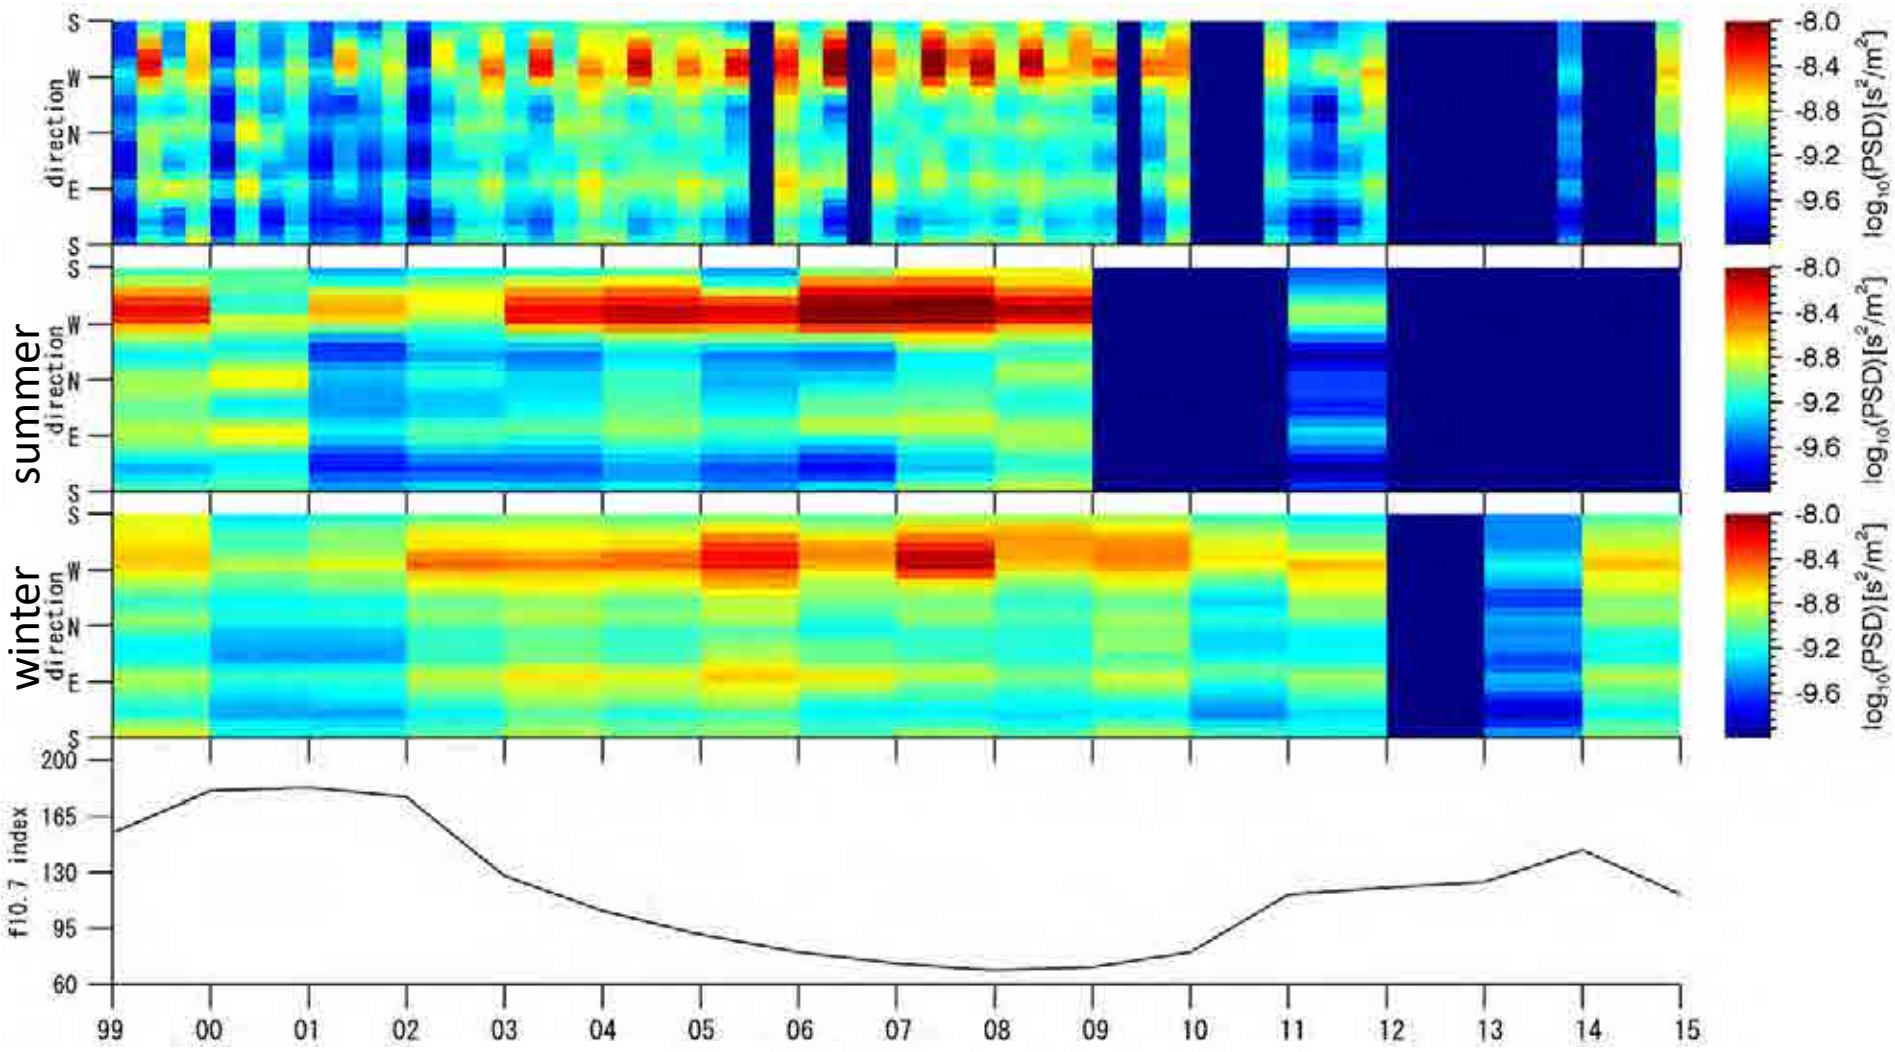 S
W
N
E
S
direction
-8.0
-8.4
-8.8
-9.2
-9.6
log10(PSD)[s2/m2]
summer
S
W
N
E
S
direction
-8.0
-8.4
-8.8
-9.2
-9.6
log10(PSD)[s2/m2]
winter
S
W
N
E
S
direction
-8.0
-8.4
-8.8
-9.2
-9.6
log10(PSD)[s2/m2]
f10.7 index
200
165
130
95
60
99 00 01 02 03 04 05 06 07 08 09 10 11 12 13 14 15